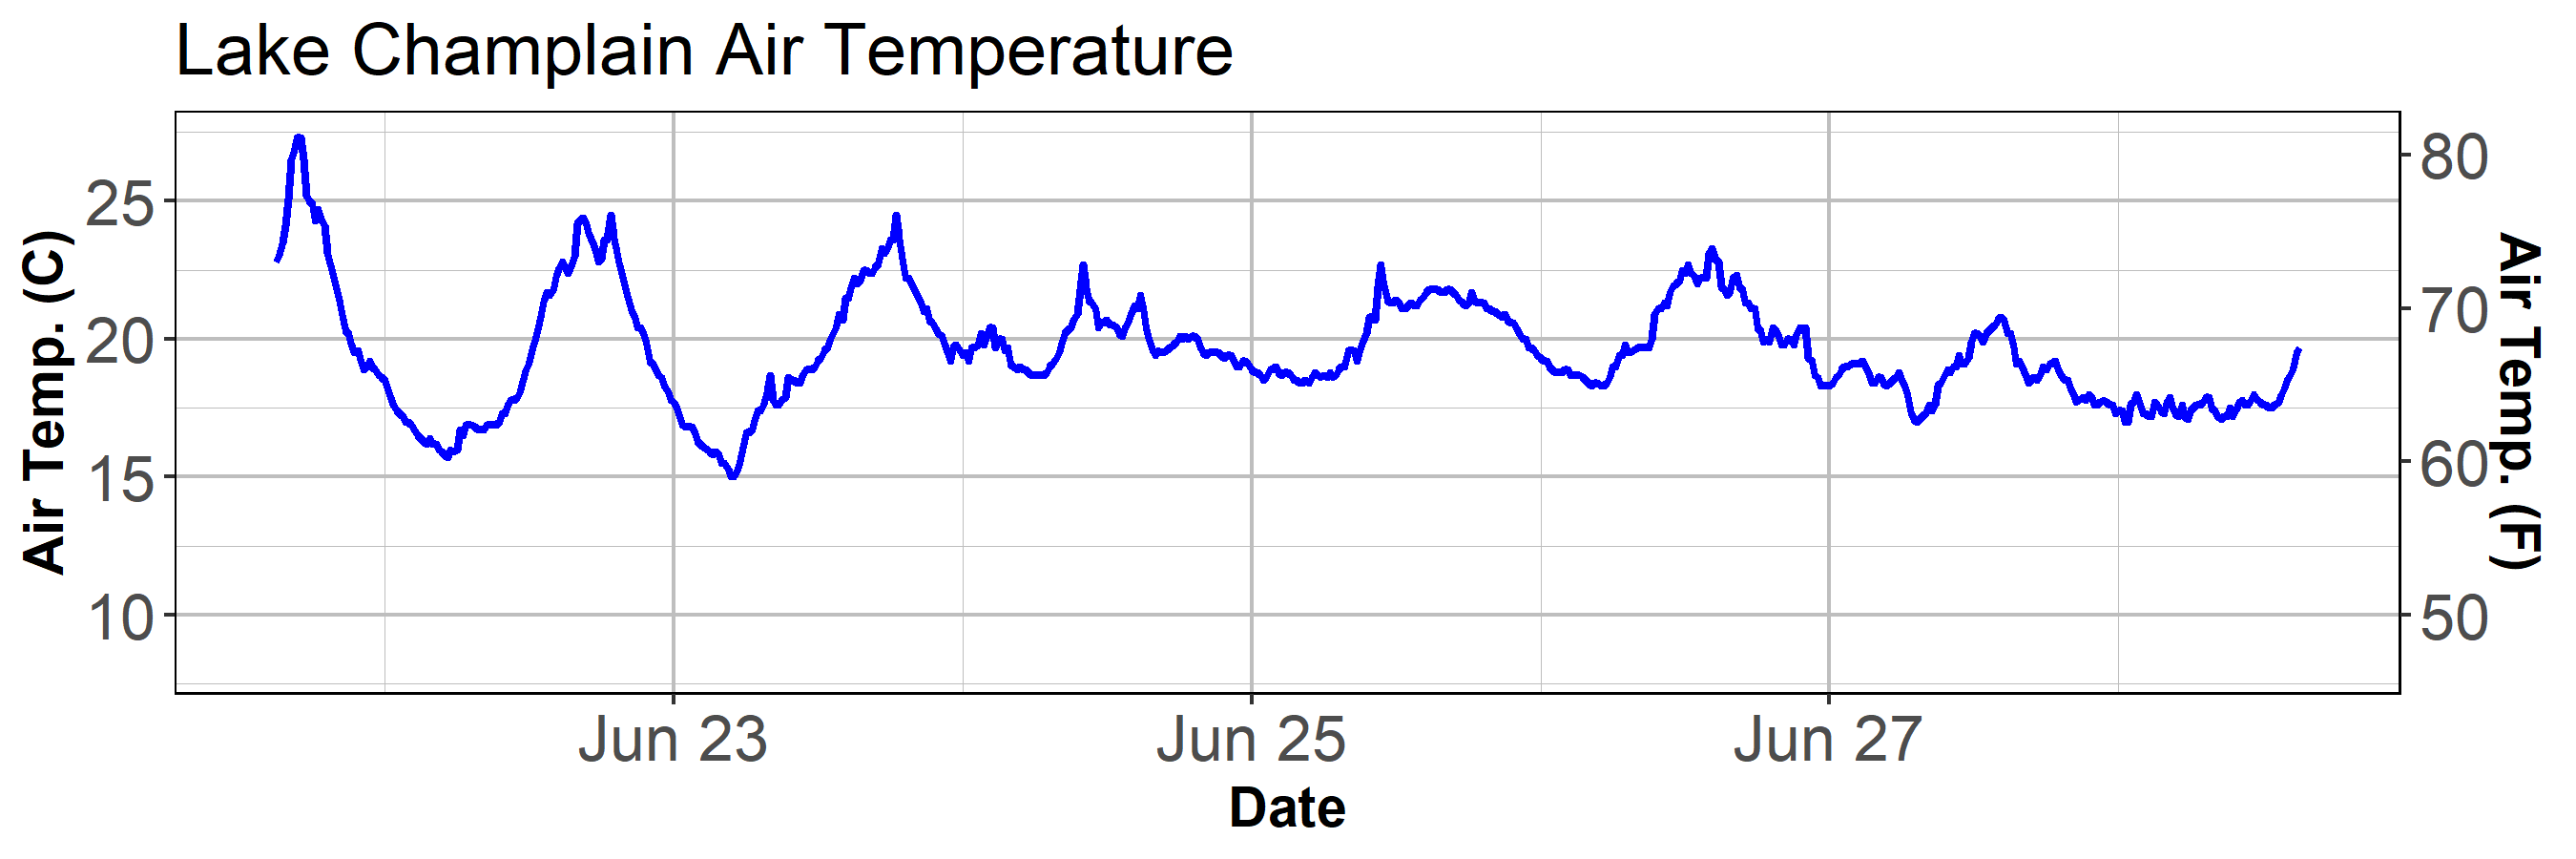 Lake Champlain Air Temperature
Air Temp. (C)
25
20
15
10
80
70
60
50
Air Temp. (F)
Jun 23 Jun 25 Jun 27
Date